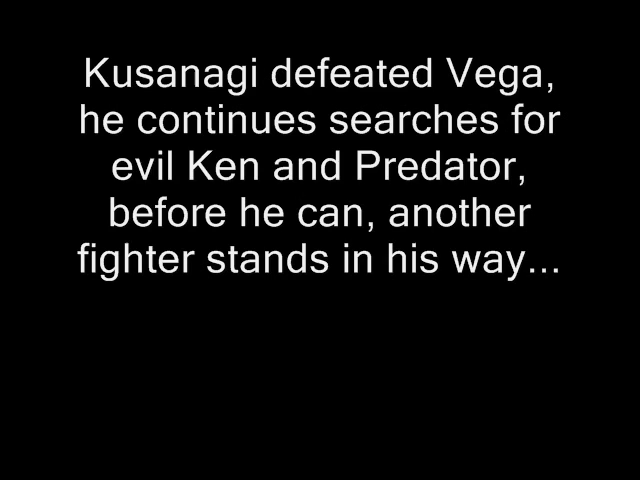 Kusanagi defeated Vega,
he continues searches for
evil Ken and Predator,
before he can, another
fighter stands in his way...